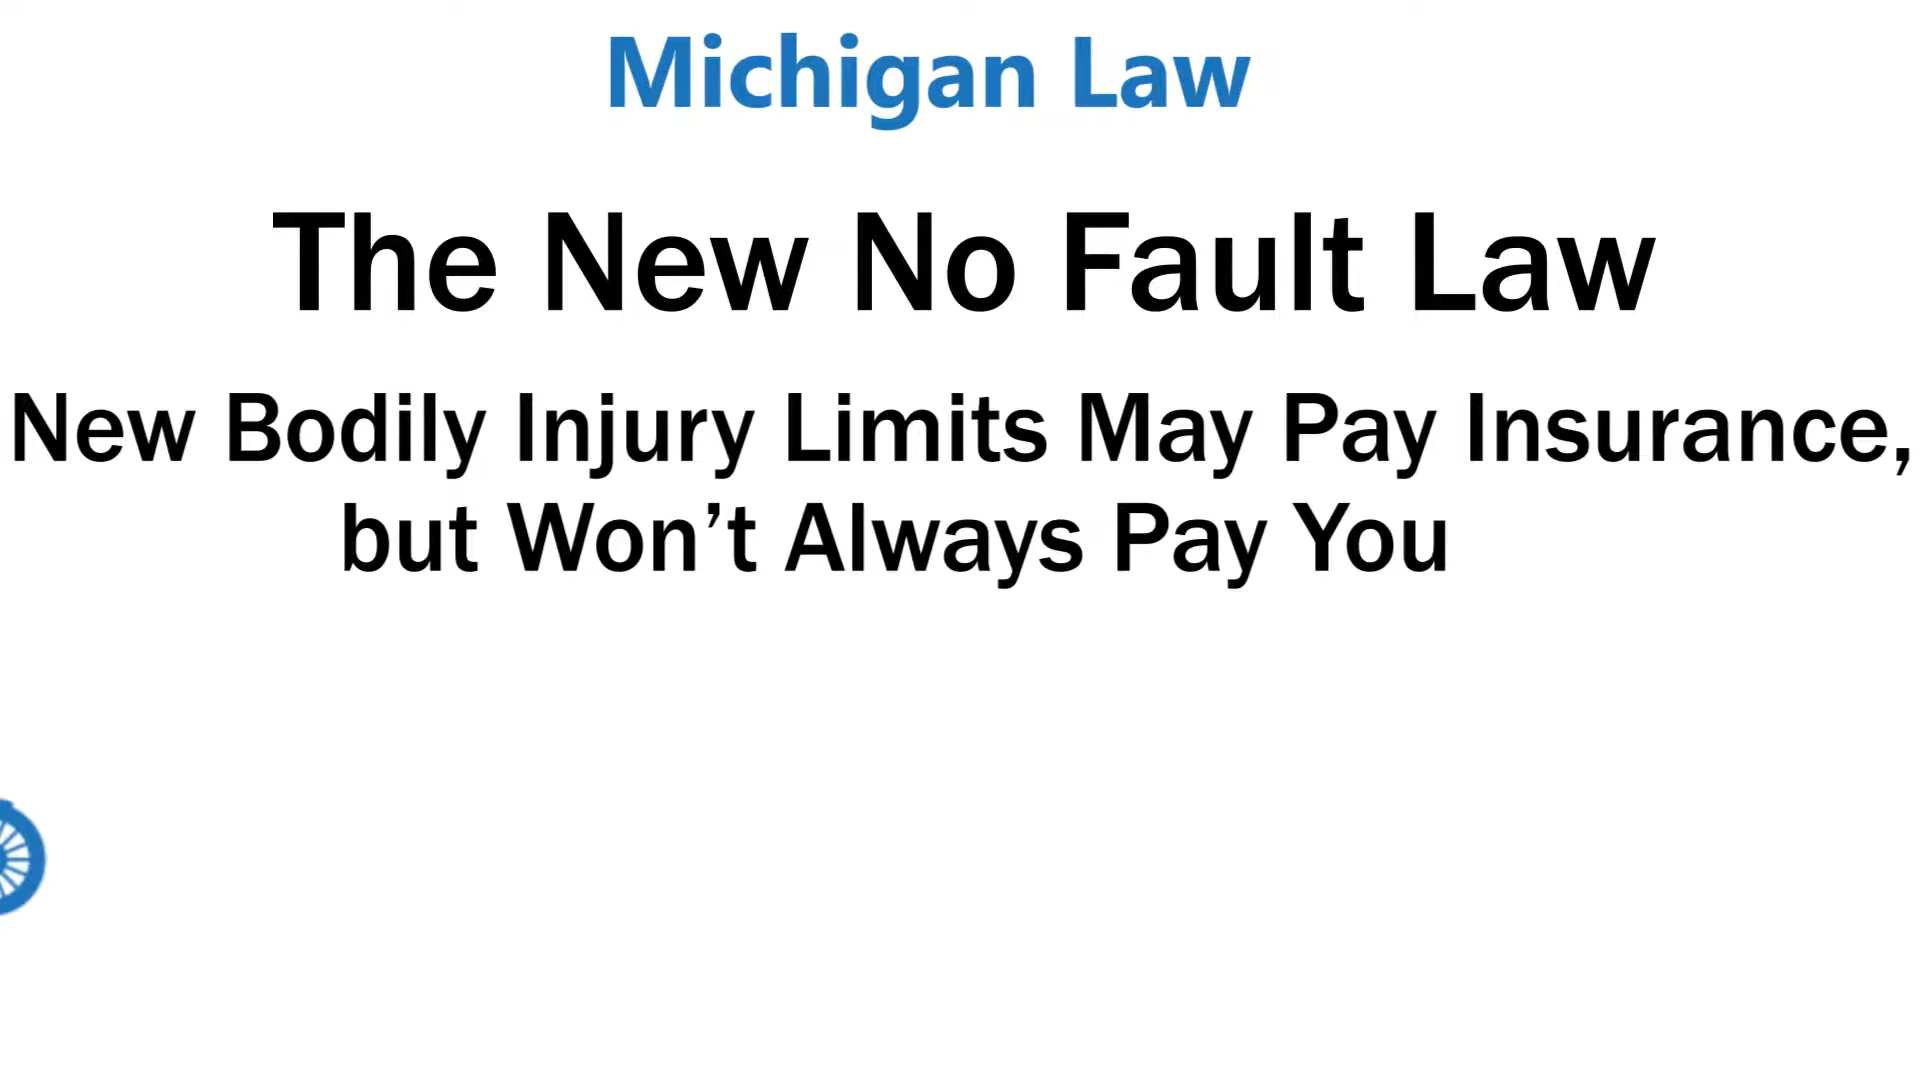 Michigan Law
The New No Fault Law
New Bodily Injury Limits May Pay Insurance,
but Won’t Always Pay You